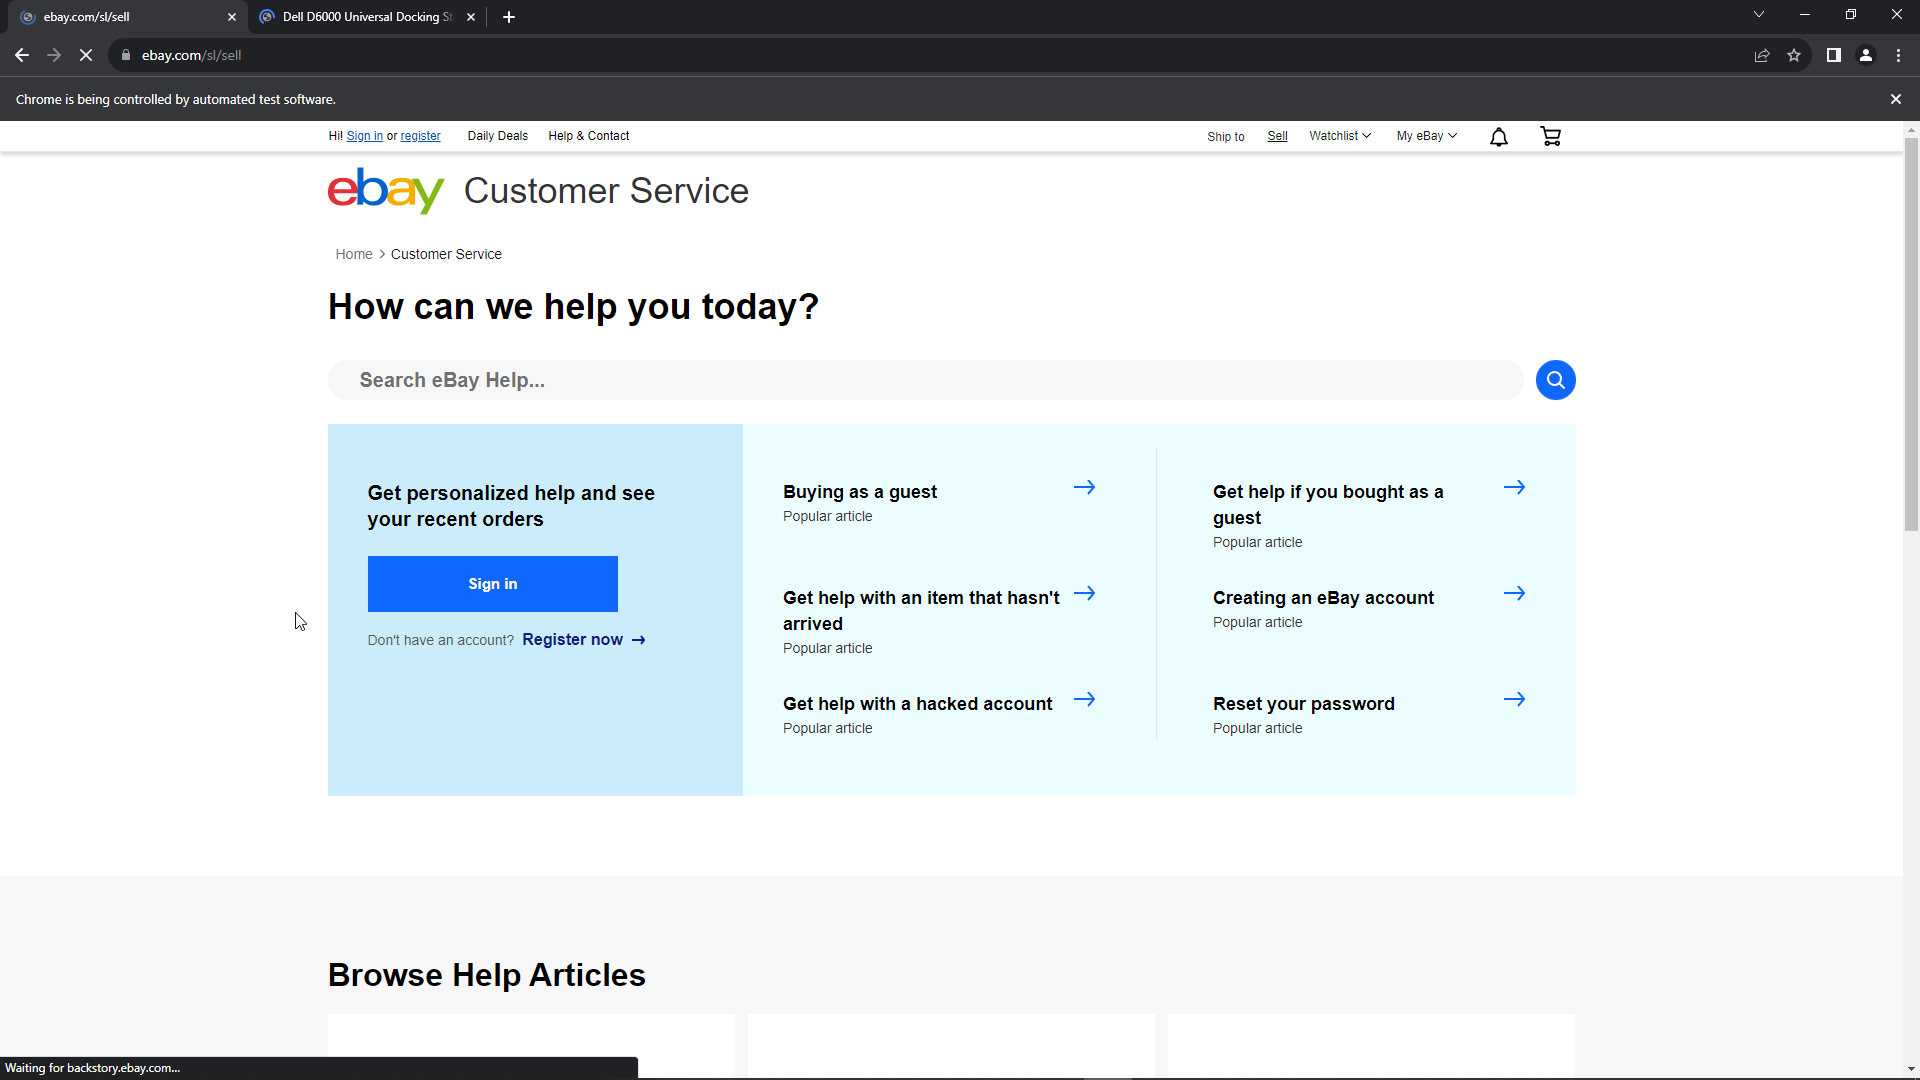 ebay.com/sl/sell
Dell D6000 Universal Docking St
ebay.com/sl/sell
Chrome is being controlled by automated test software.
Hi! Sign in or register Daily Deals Help & Contact
Ship to Sell Watchlist My eBay
ebay Customer Service
Home > Customer Service
How can we help you today?
Search eBay Help...
Get personalized help and see
your recent orders
Sign in
Don't have an account? Register now →
Buying as a guest
Popular article
Get help if you bought as a
guest
Popular article
Get help with an item that hasn't
arrived
Popular article
Creating an eBay account
Popular article
Get help with a hacked account
Popular article
Reset your password
Popular article
Browse Help Articles
Waiting for backstory.ebay.com...